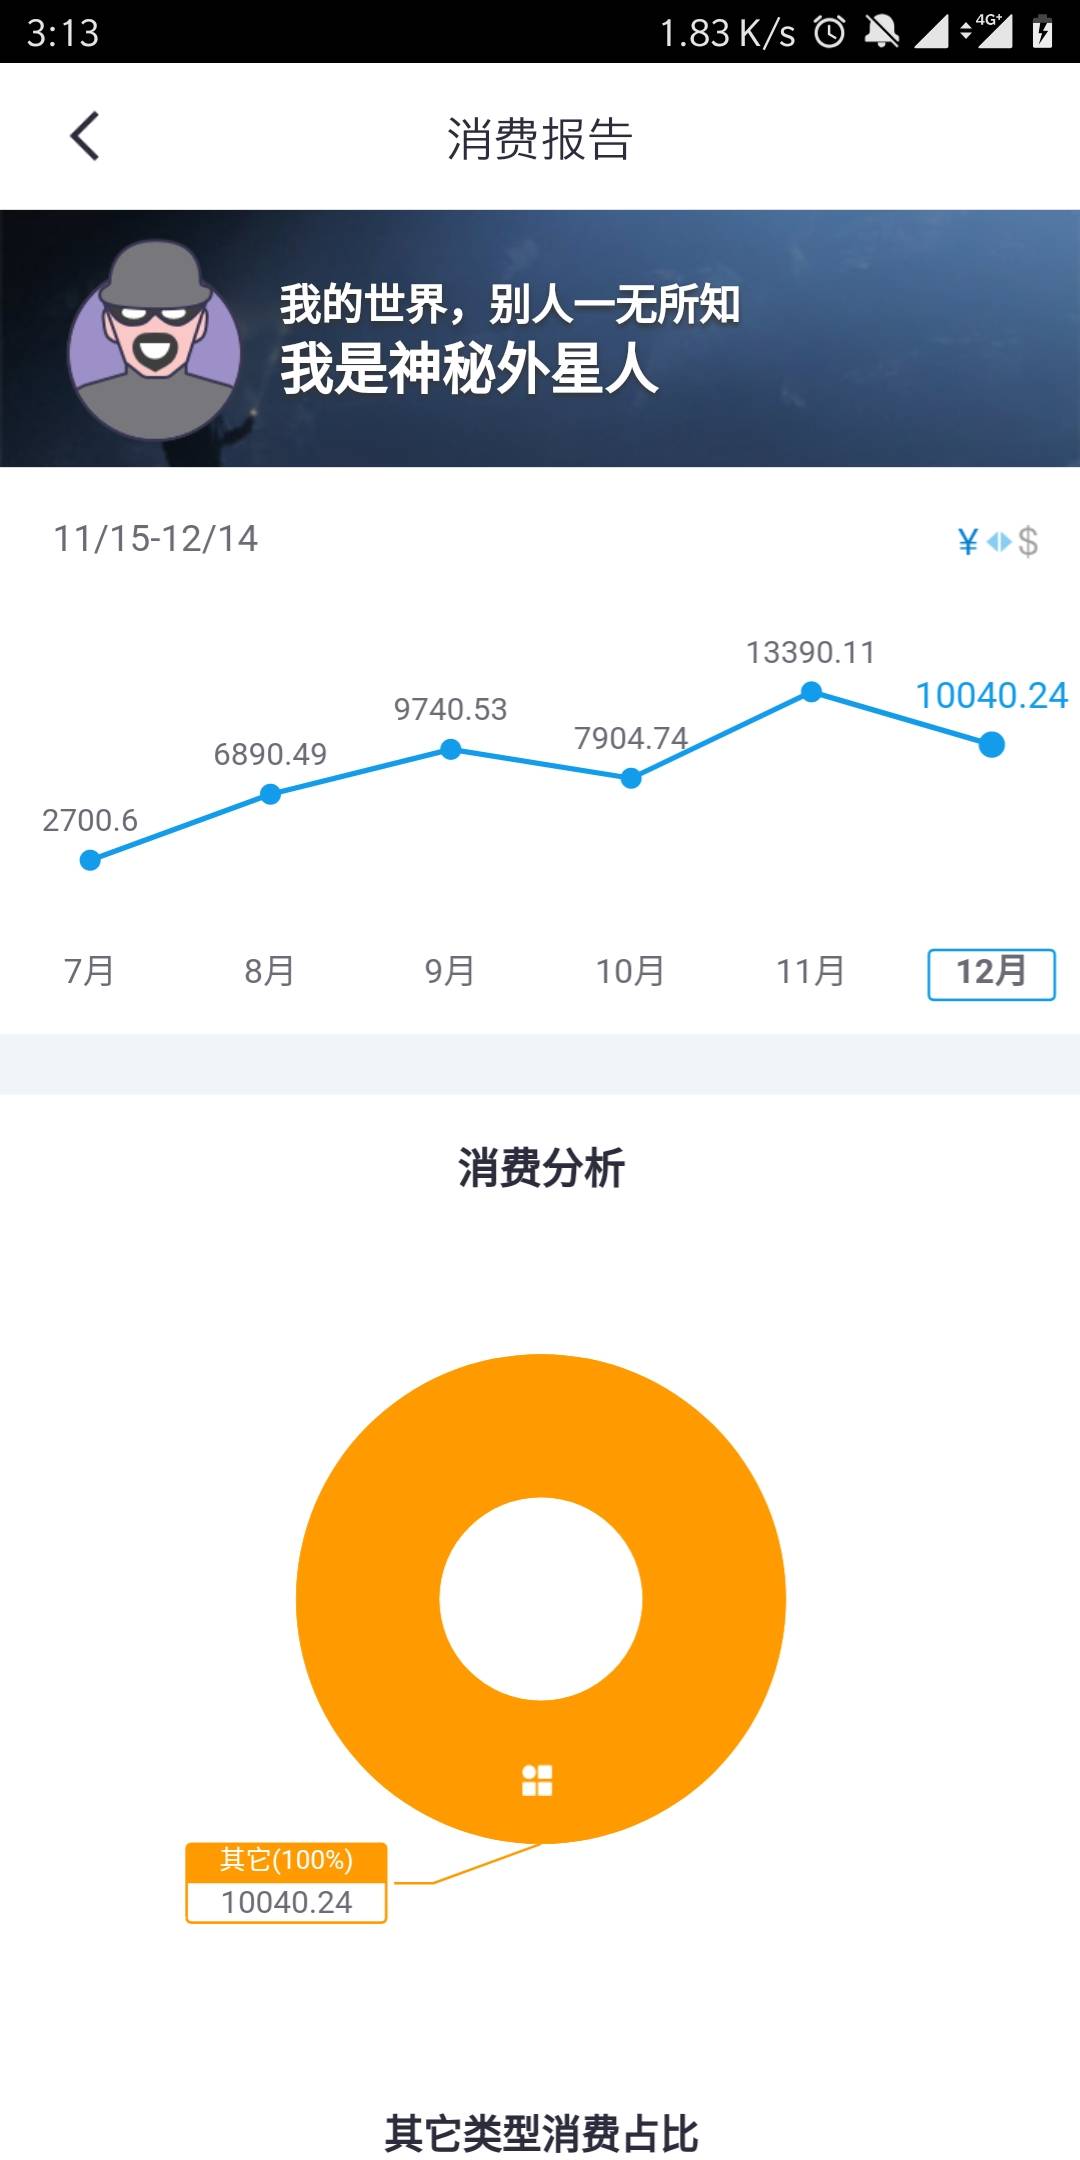 3:13 1.83 K/s 4G+
消费报告
我的世界，别人一无所知
我是神秘外星人
11/15-12/14 ¥ $
13390.11
10040.24
9740.53
7904.74
6890.49
2700.6
7月 8月 9月 10月 11月 12月
消费分析
其它(100%)
10040.24
其它类型消费占比